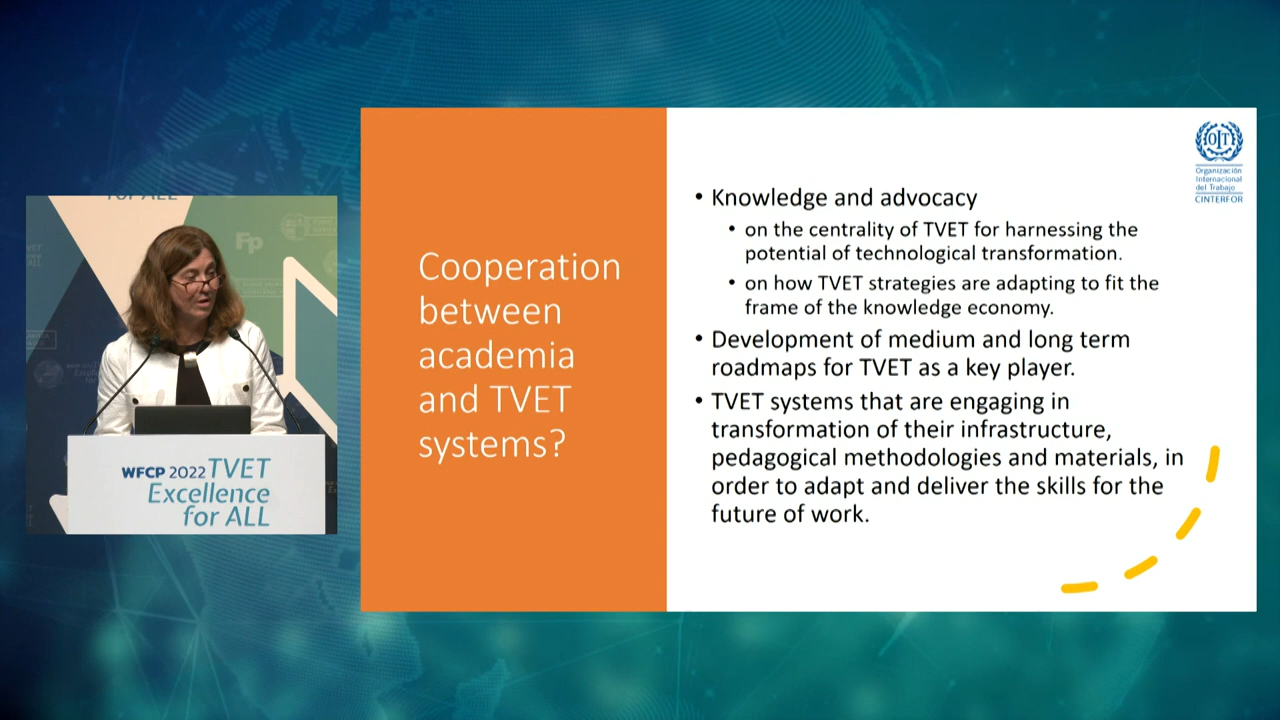 for ALL
Fp
WFCP 2022 TVET
Excellence
for ALL
Cooperation
between
academia
and TVET
systems?
• Knowledge and advocacy
• on the centrality of TVET for harnessing the
potential of technological transformation.
• on how TVET strategies are adapting to fit the
frame of the knowledge economy.
• Development of medium and long term
roadmaps for TVET as a key player.
• TVET systems that are engaging in
transformation of their infrastructure,
pedagogical methodologies and materials, in
order to adapt and deliver the skills for the
future of work.
OIT
Organización
Internacional
del Trabajo
CINTERFOR